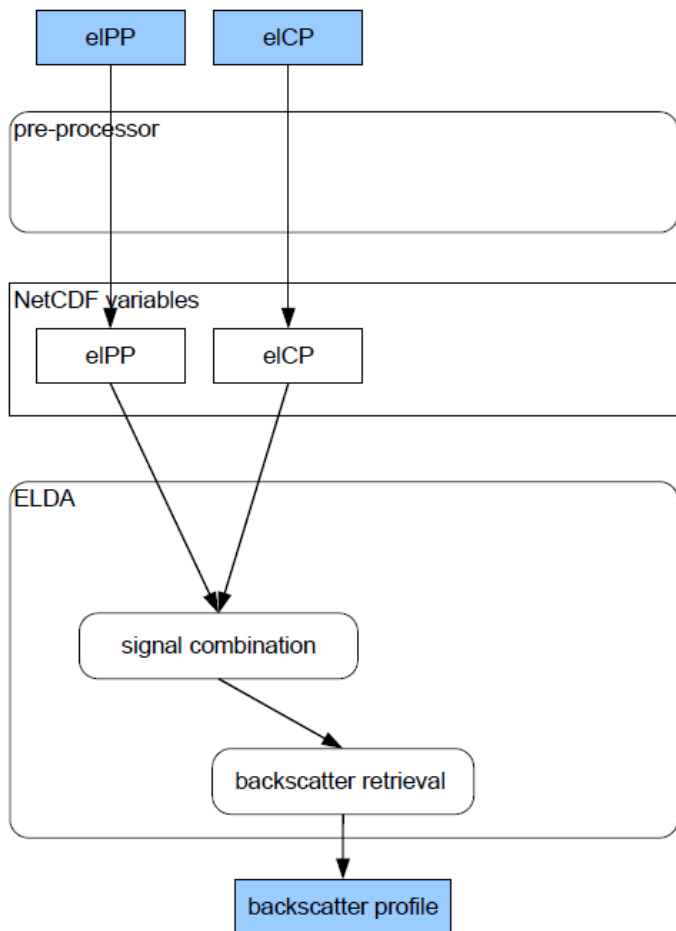 elPP
elCP
pre-processor
NetCDF variables
elPP
elCP
ELDA
signal combination
backscatter retrieval
backscatter profile